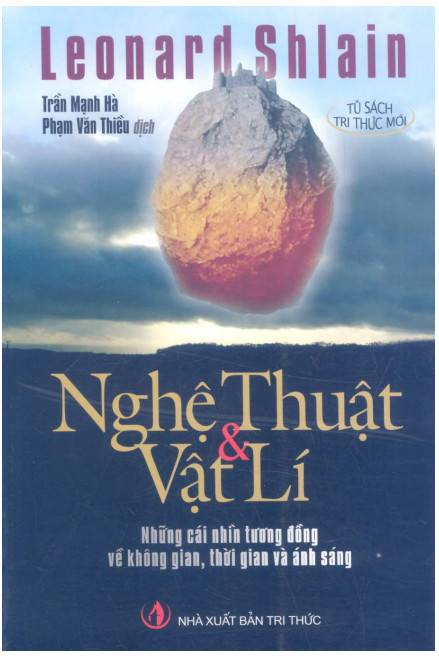 Leonard Shlain
Trần Mạnh Hà
Phạm Văn Thiều dịch
TỦ SÁCH
TRI THỨC MỚI
Nghệ Thuật
&
Vật Lí
Những cái nhìn tương đồng
về không gian, thời gian và ánh sáng
NHÀ XUẤT BẢN TRI THỨC